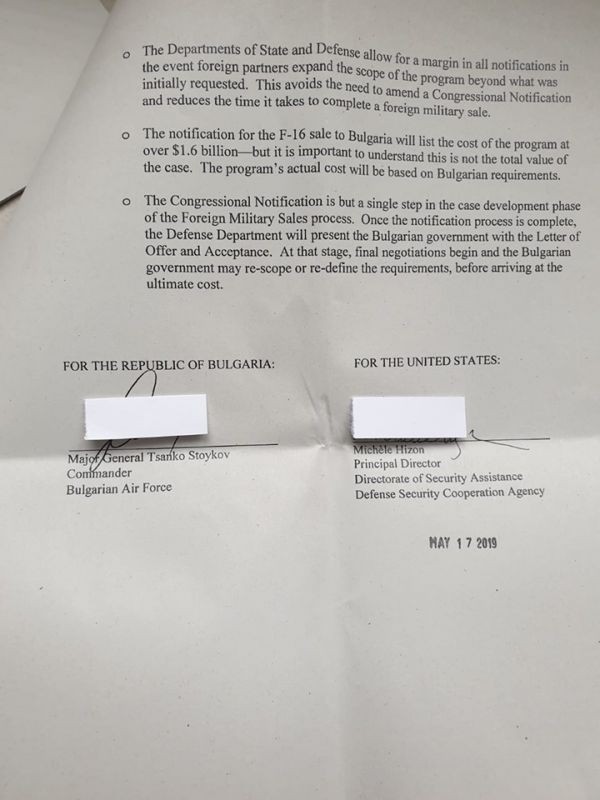 o The Departments of State and Defense allow for a margin in all notifications in
the event foreign partners expand the scope of the program beyond what was
initially requested. This avoids the need to amend a Congressional Notification
and reduces the time it takes to complete a foreign military sale.
o The notification for the F-16 sale to Bulgaria will list the cost of the program at
over $1.6 billion—but it is important to understand this is not the total value of
the case. The program's actual cost will be based on Bulgarian requirements.
o The Congressional Notification is but a single step in the case development phase
of the Foreign Military Sales process. Once the notification process is complete,
the Defense Department will present the Bulgarian government with the Letter of
Offer and Acceptance. At that stage, final negotiations begin and the Bulgarian
government may re-scope or re-define the requirements, before arriving at the
ultimate cost.
FOR THE REPUBLIC OF BULGARIA:
Major General Tsanko Stoykov
Commander
Bulgarian Air Force
FOR THE UNITED STATES:
Michèle Hizon
Principal Director
Directorate of Security Assistance
Defense Security Cooperation Agency
MAY 17 2019